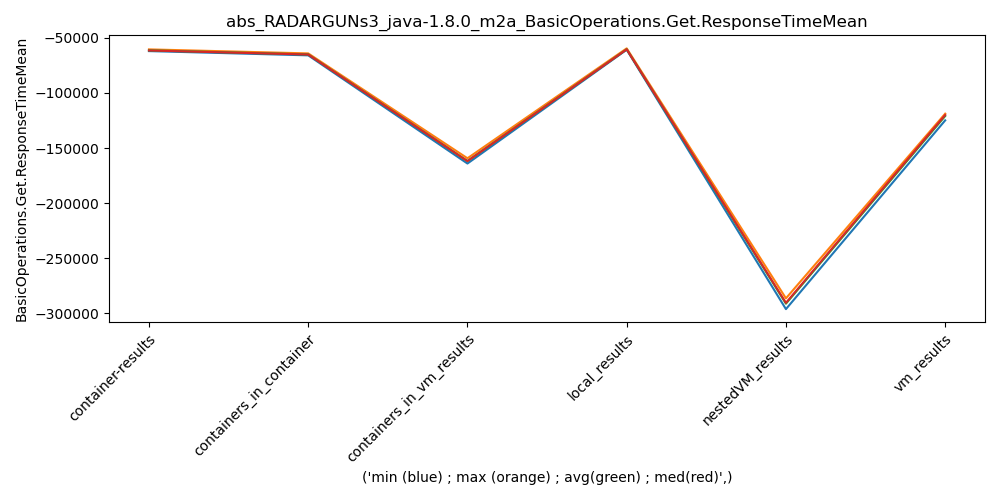 abs_RADARGUNs3_java-1.8.0_m2a_BasicOperations.Get.ResponseTimeMean
BasicOperations.Get.ResponseTimeMean
−50000
−100000
−150000
−200000
−250000
−300000
container-results
containers_in_container
containers_in_vm_results
local_results
nestedVM_results
vm_results
('min (blue) ; max (orange) ; avg(green) ; med(red)',)